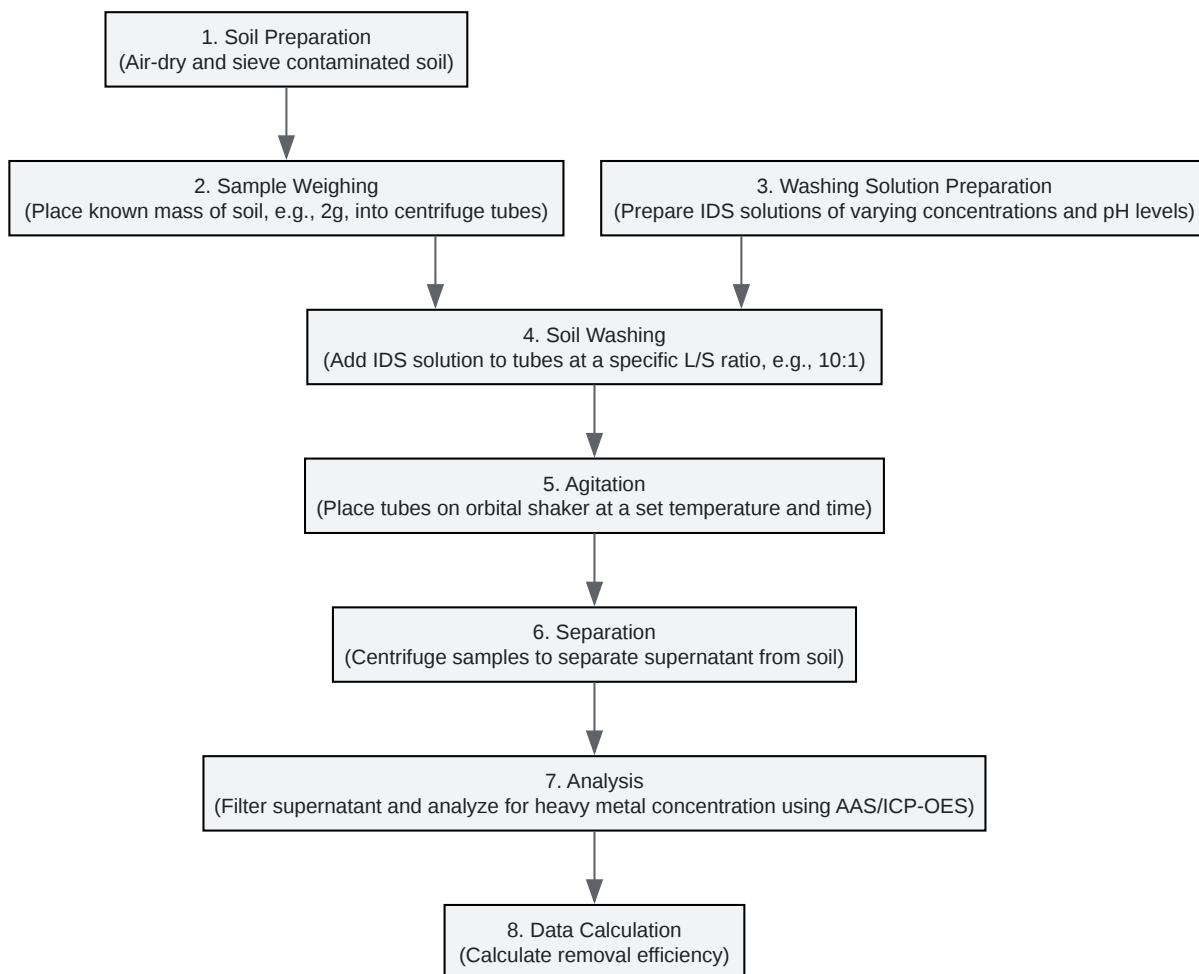 1. Soil Preparation
(Air-dry and sieve contaminated soil)
2. Sample Weighing
(Place known mass of soil, e.g., 2g, into centrifuge tubes)
3. Washing Solution Preparation
(Prepare IDS solutions of varying concentrations and pH levels)
4. Soil Washing
(Add IDS solution to tubes at a specific L/S ratio, e.g., 10:1)
5. Agitation
(Place tubes on orbital shaker at a set temperature and time)
6. Separation
(Centrifuge samples to separate supernatant from soil)
7. Analysis
(Filter supernatant and analyze for heavy metal concentration using AAS/ICP-OES)
8. Data Calculation
(Calculate removal efficiency)